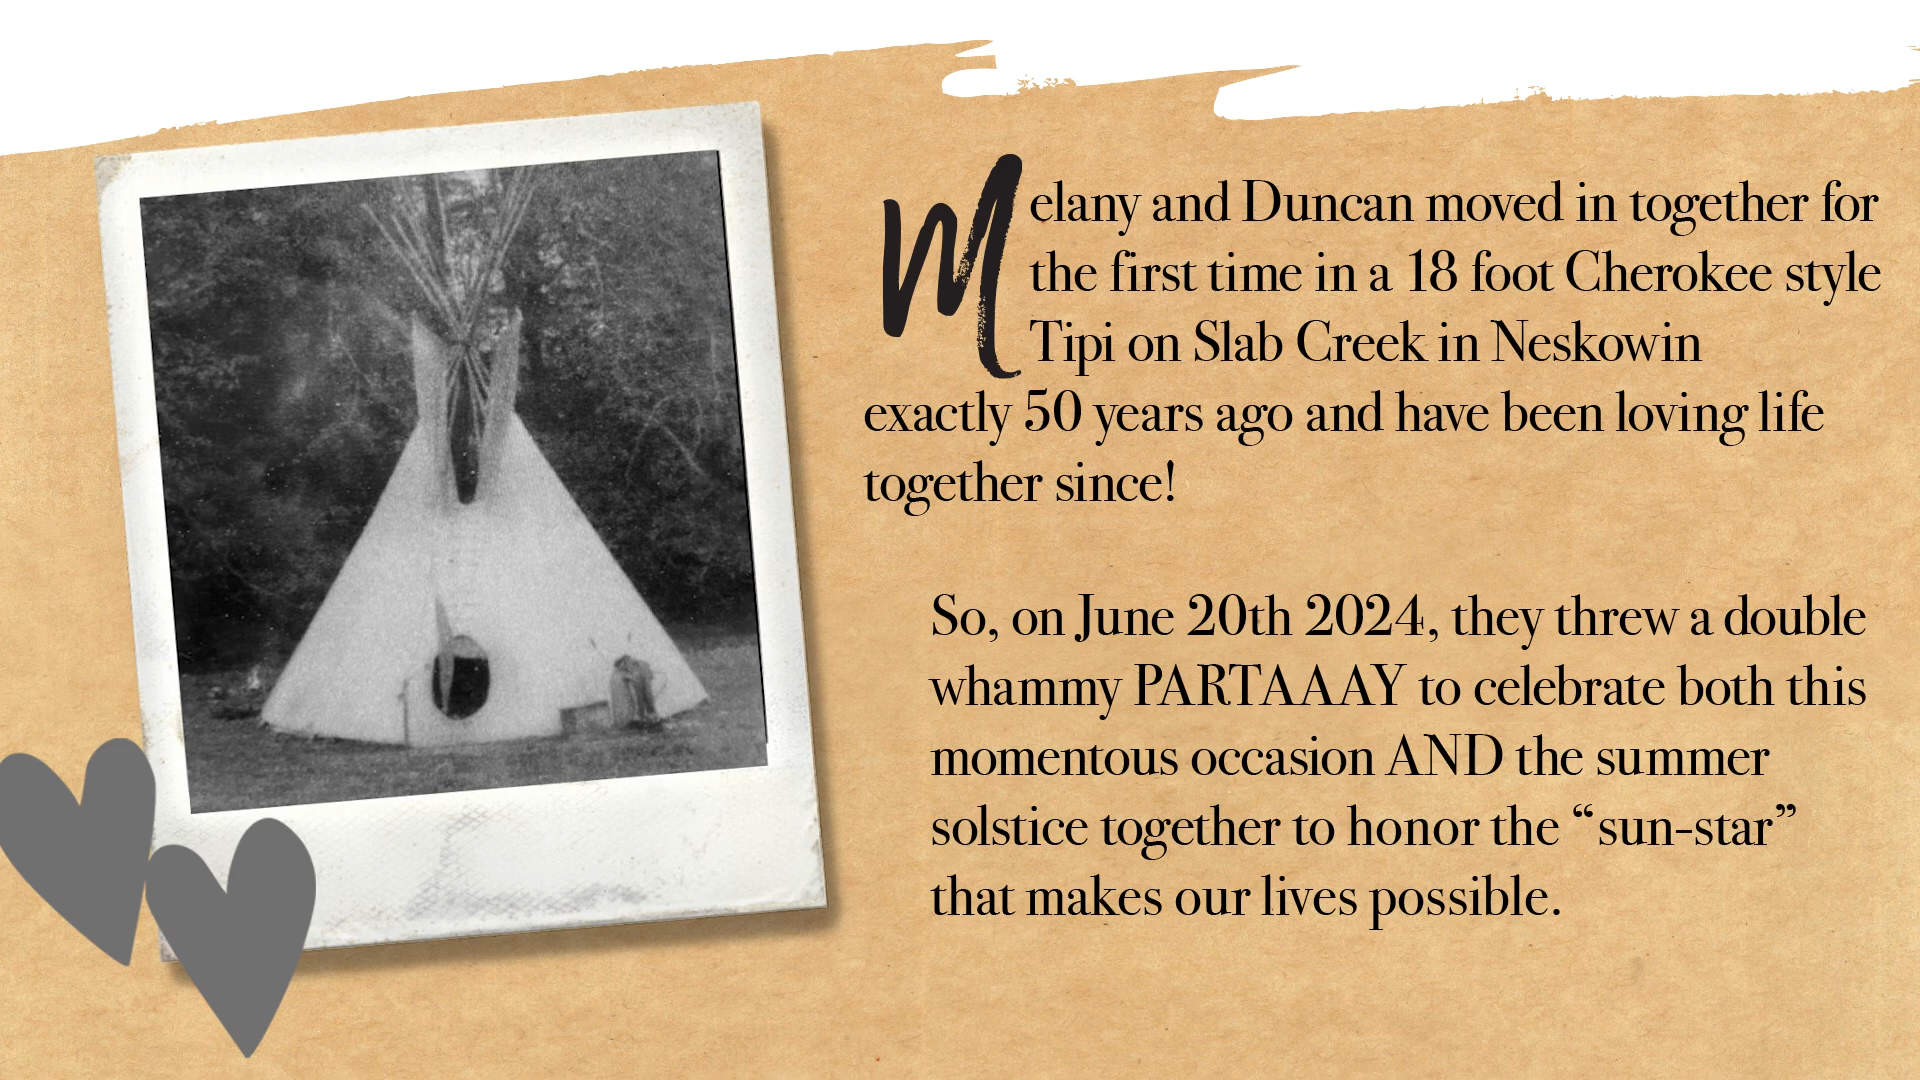 Melany and Duncan moved in together for
the first time in a 18 foot Cherokee style
Tipi on Slab Creek in Neskowin
exactly 50 years ago and have been loving life
together since!
So, on June 20th 2024, they threw a double
whammy PARTAAAY to celebrate both this
momentous occasion AND the summer
solstice together to honor the “sun-star”
that makes our lives possible.